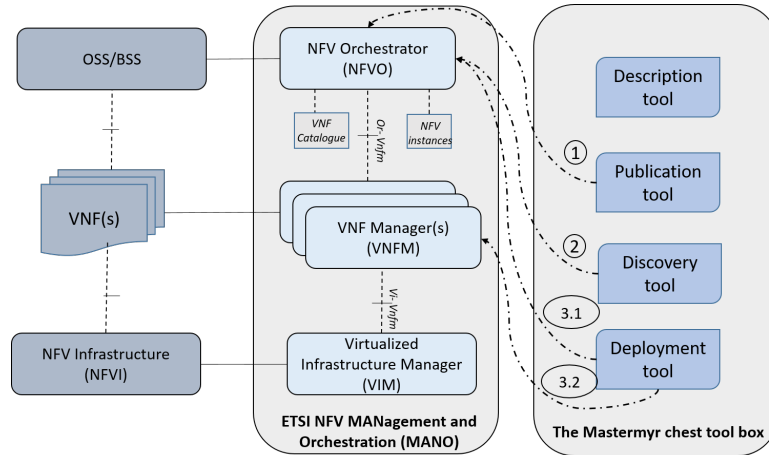 OSS/BSS
NFV Orchestrator
(NFVO)
VNF
Catalogue
Or- Vnfm
NFV
instances
VNF(s)
VNF Manager(s)
(VNFM)
Vi- Vnfm
NFV Infrastructure
(NFVI)
Virtualized
Infrastructure Manager
(VIM)
ETSI NFV MANagement and
Orchestration (MANO)
Description
tool
1
Publication
tool
2
Discovery
tool
3.1
Deployment
tool
3.2
The Mastermyr chest tool box